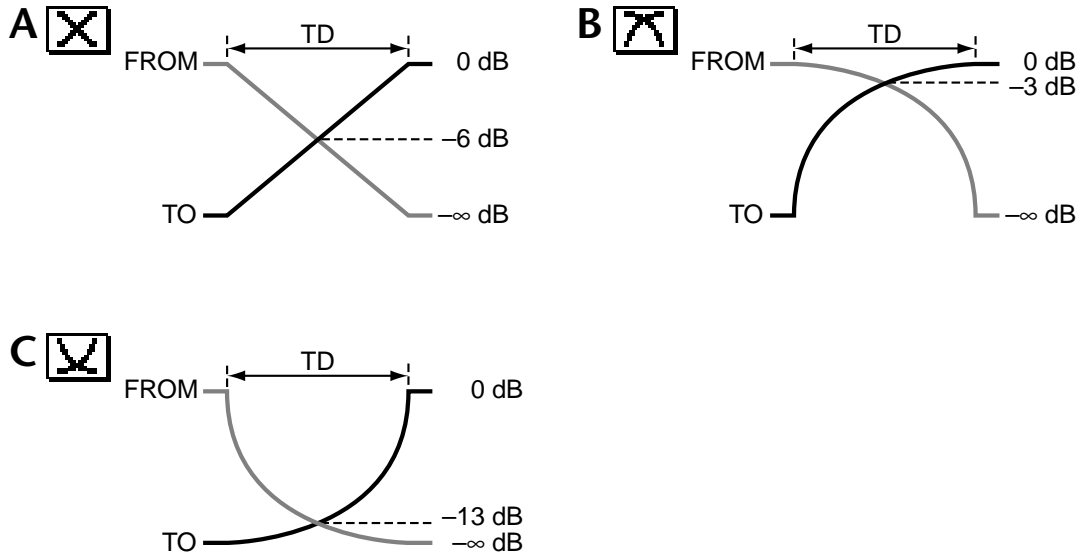 A
TD
FROM
0 dB
–6 dB
TO
–∞ dB
B
TD
FROM
0 dB
–3 dB
TO
–∞ dB
C
TD
FROM
0 dB
–13 dB
TO
–∞ dB